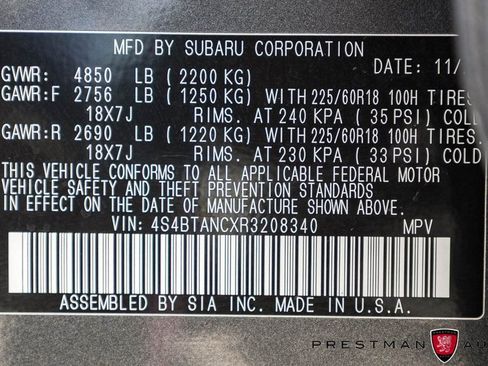 MFD BY SUBARU CORPORATION
DATE: 11/
GVWR: 4850 LB (2200 KG)
GAWR:F 2756 LB (1250 KG) WITH 225/60R18 100H TIRES,
18X7J RIMS. AT 240 KPA (35 PSI) COLD
GAWR:R 2690 LB (1220 KG) WITH 225/60R18 100H TIRES,
18X7J RIMS. AT 230 KPA (33 PSI) COLD
THIS VEHICLE CONFORMS TO ALL APPLICABLE FEDERAL MOTOR
VEHICLE SAFETY AND THEFT PREVENTION STANDARDS
IN EFFECT ON THE DATE OF MANUFACTURE SHOWN ABOVE.
VIN: 4S4BTANCXR3208340 MPV
ASSEMBLED BY SIA INC. MADE IN U.S.A.
PRESTMAN AU